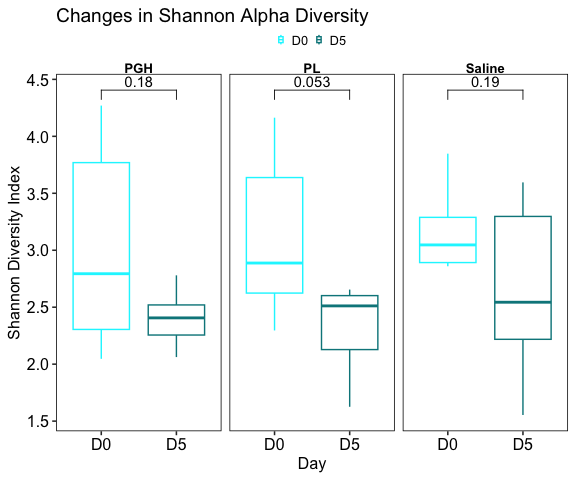 Changes in Shannon Alpha Diversity
D0 D5
PGH PL Saline
0.18 0.053 0.19
4.5
4.0
3.5
3.0
2.5
2.0
1.5
Shannon Diversity Index
D0 D5 D0 D5 D0 D5
Day